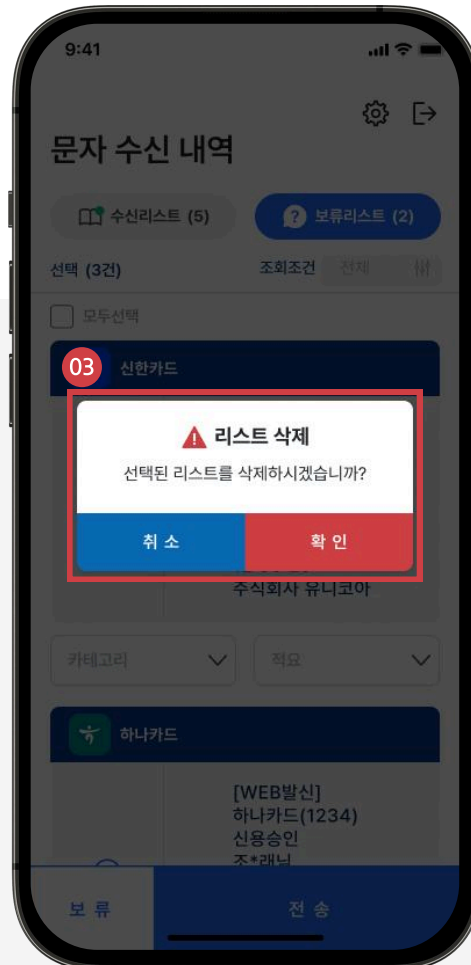 9:41
문자 수신 내역
수신리스트 (5)
? 보류리스트 (2)
선택 (3건)
조회조건 전체
모두선택
03
신한카드
리스트 삭제
선택된 리스트를 삭제하시겠습니까?
취 소
확 인
주식회사 유니코아
카테고리
적요
하나카드
[WEB발신]
하나카드(1234)
신용승인
조*래님
보 류
전 송